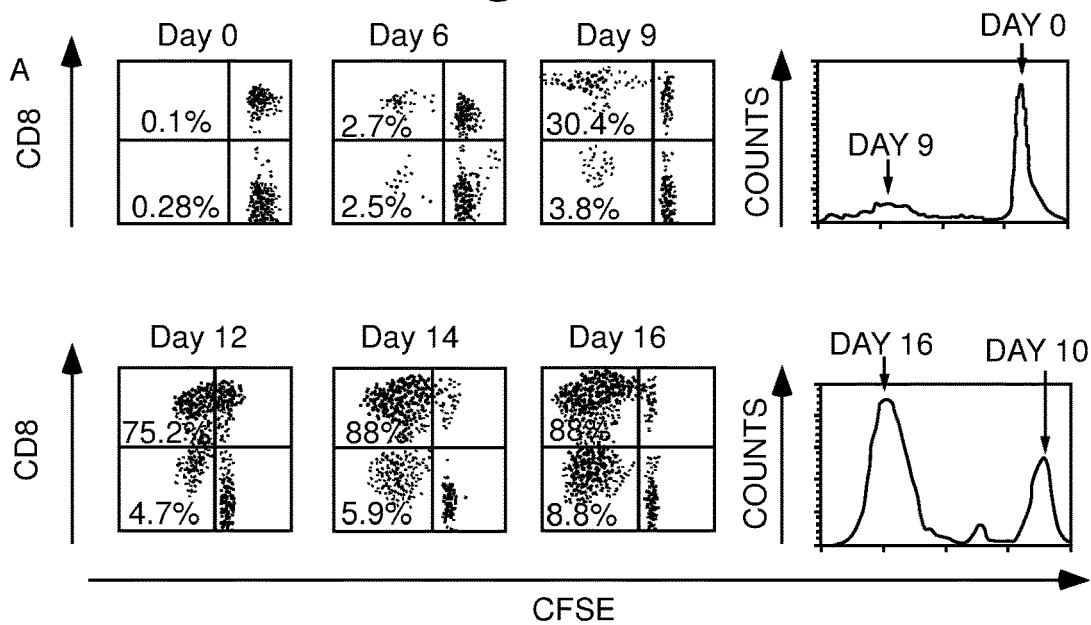 A
CD8
Day 0
Day 6
Day 9
0.1%
0.28%
2.7%
2.5%
30.4%
3.8%
COUNTS
DAY 9
DAY 0
CD8
Day 12
Day 14
Day 16
75.2%
4.7%
88%
5.9%
88%
8.8%
COUNTS
DAY 16
DAY 10
CFSE